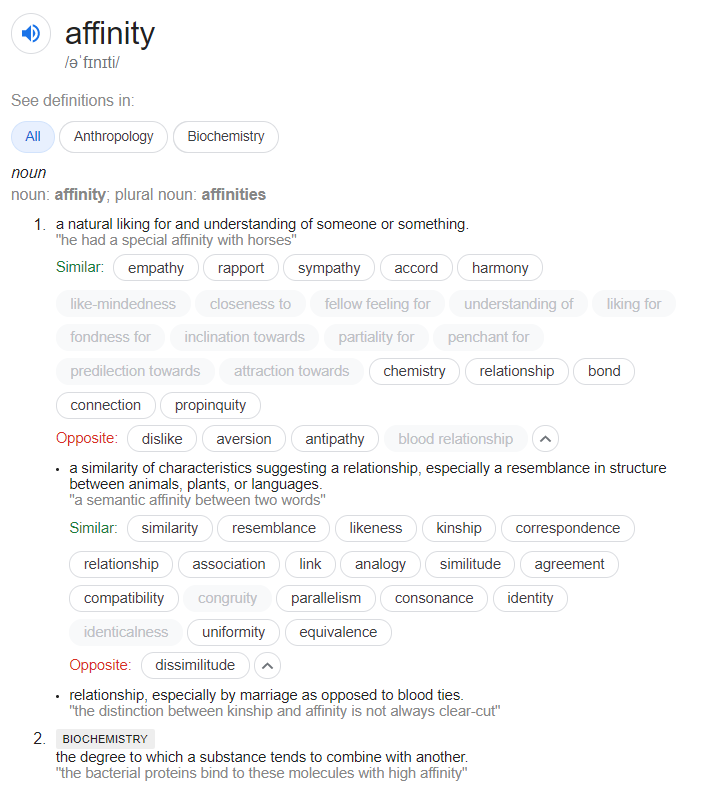 affinity
/əˈfɪnɪti/
See definitions in:
All Anthropology Biochemistry
noun
noun: affinity; plural noun: affinities
1. a natural liking for and understanding of someone or something.
"he had a special affinity with horses"
Similar: empathy rapport sympathy accord harmony
like-mindedness closeness to fellow feeling for understanding of liking for
fondness for inclination towards partiality for penchant for
predilection towards attraction towards chemistry relationship bond
connection propinquity
Opposite: dislike aversion antipathy blood relationship
• a similarity of characteristics suggesting a relationship, especially a resemblance in structure
between animals, plants, or languages.
"a semantic affinity between two words"
Similar: similarity resemblance likeness kinship correspondence
relationship association link analogy similitude agreement
compatibility congruity parallelism consonance identity
identicalness uniformity equivalence
Opposite: dissimilitude
• relationship, especially by marriage as opposed to blood ties.
"the distinction between kinship and affinity is not always clear-cut"
2. BIOCHEMISTRY
the degree to which a substance tends to combine with another.
"the bacterial proteins bind to these molecules with high affinity"